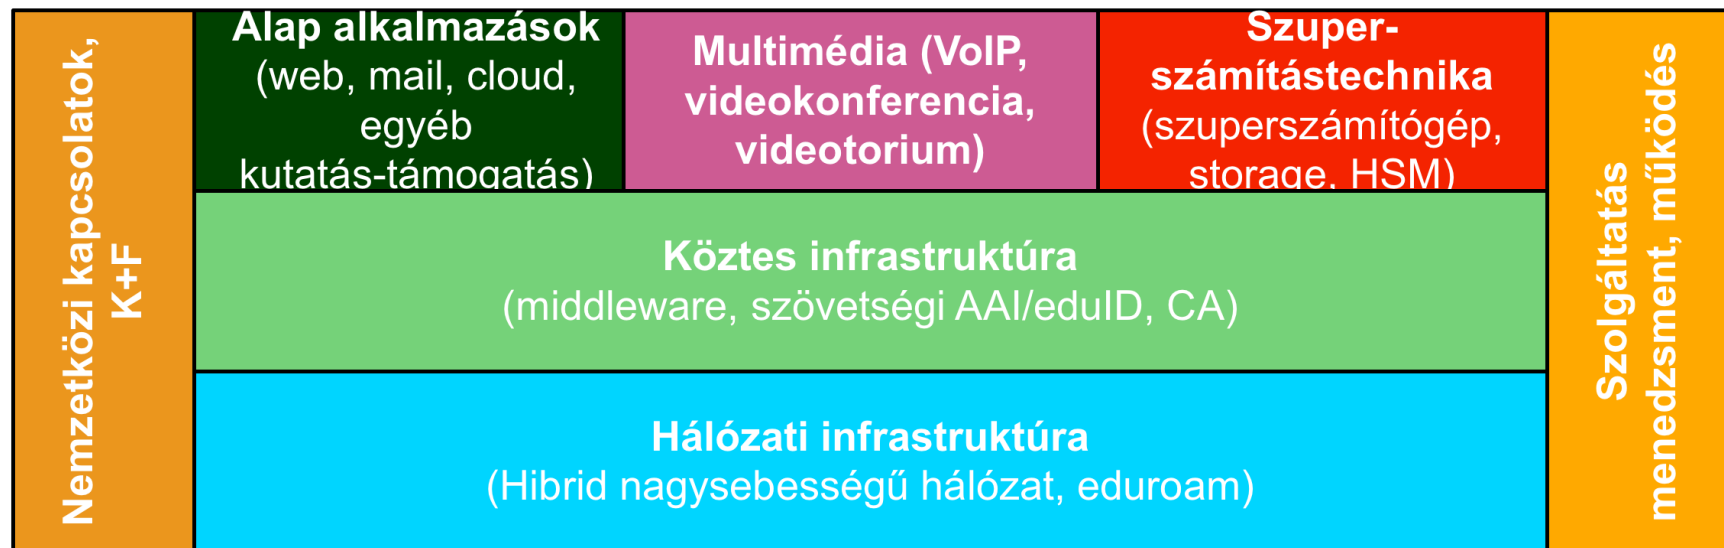 Nemzetközi kapcsolatok,
K+F
Alap alkalmazások
(web, mail, cloud,
egyéb
kutatás-támogatás)
Multimédia (VoIP,
videokonferencia,
videotorium)
Szuper-
számítástechnika
(szuperszámítógép,
storage, HSM)
Köztes infrastruktúra
(middleware, szövetségi AAI/eduID, CA)
Hálózati infrastruktúra
(Hibrid nagysebességű hálózat, eduroam)
Szolgáltatás
menedzsment, működés